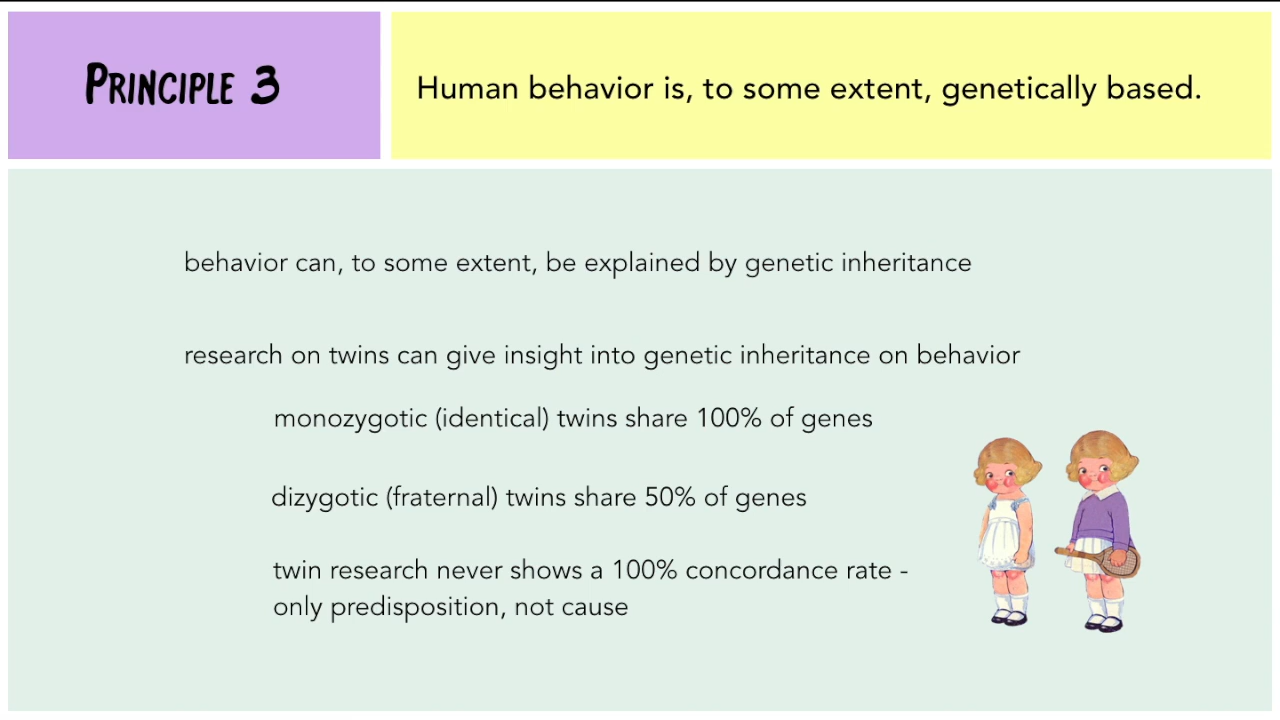 PRINCIPLE 3
Human behavior is, to some extent, genetically based.
behavior can, to some extent, be explained by genetic inheritance
research on twins can give insight into genetic inheritance on behavior
monozygotic (identical) twins share 100% of genes
dizygotic (fraternal) twins share 50% of genes
twin research never shows a 100% concordance rate -
only predisposition, not cause